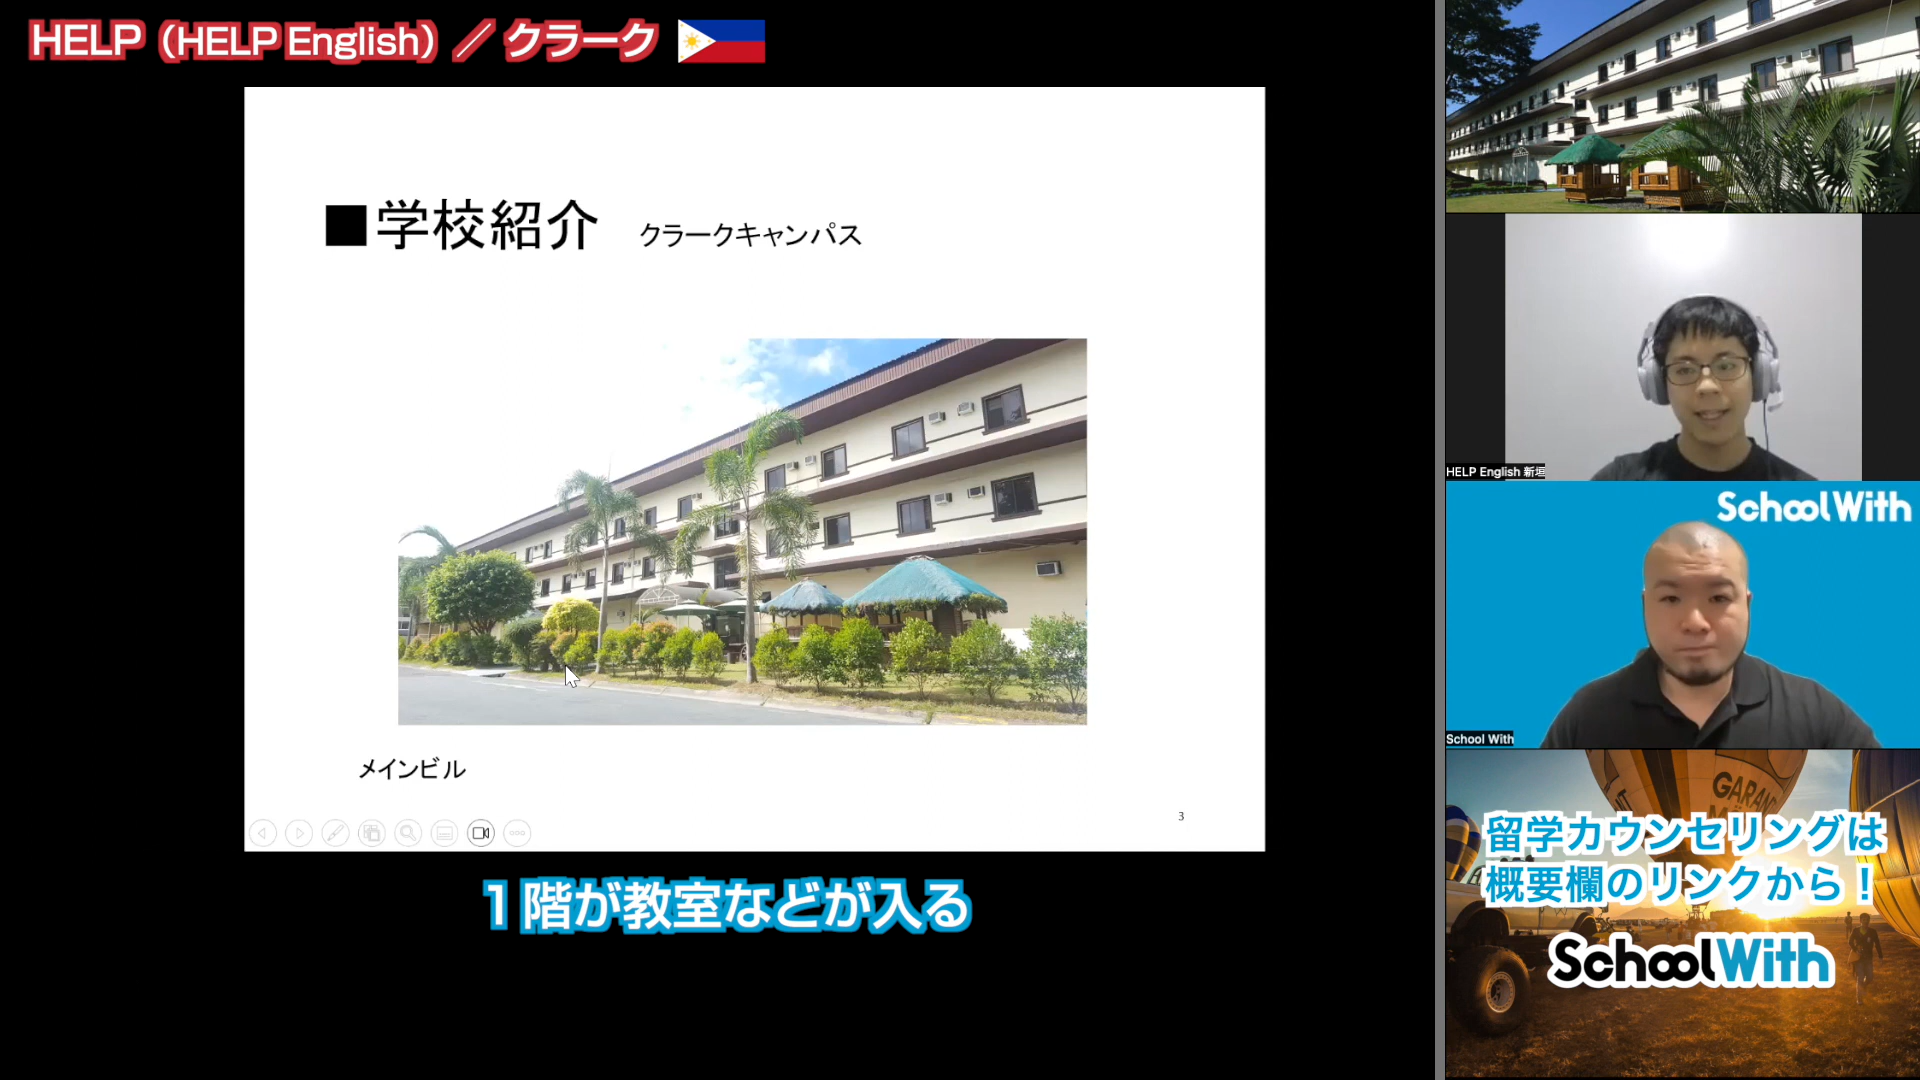 HELP（HELP English）／クラーク
■学校紹介 クラークキャンパス
メインビル
3
１階が教室などが入る
HELP English 新垣
SchoolWith
School With
GARAN
留学カウンセリングは
概要欄のリンクから！
SchoolWith